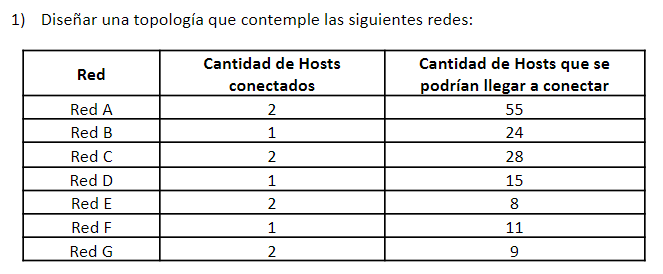 1) Diseñar una topología que contemple las siguientes redes:
Red Cantidad de Hosts conectados Cantidad de Hosts que se podrían llegar a conectar
Red A 2 55
Red B 1 24
Red C 2 28
Red D 1 15
Red E 2 8
Red F 1 11
Red G 2 9